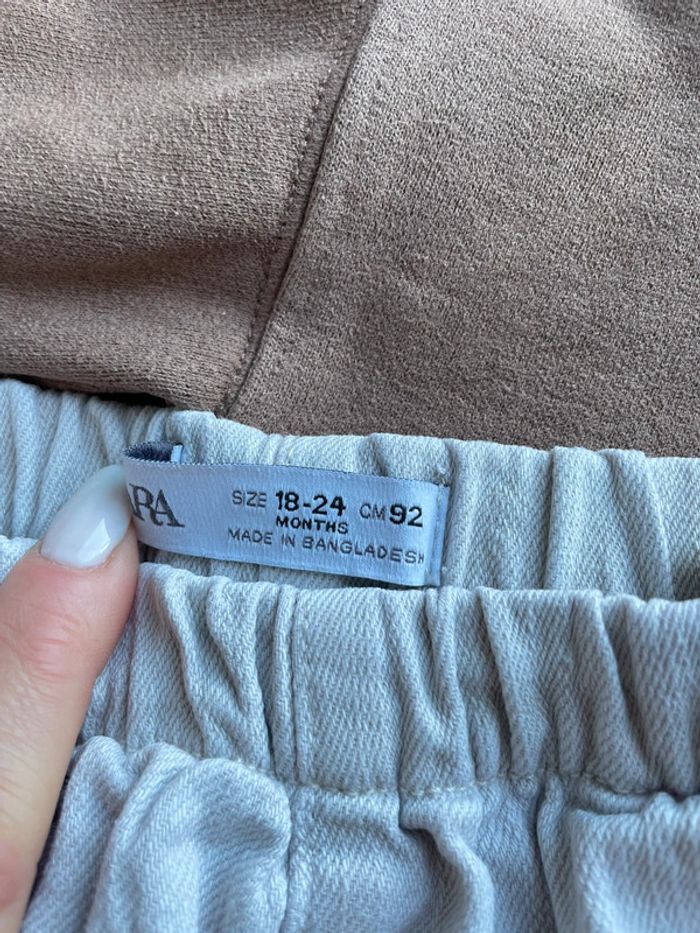 RA
SIZE 18-24 CM 92
MONTHS
MADE IN BANGLADESH